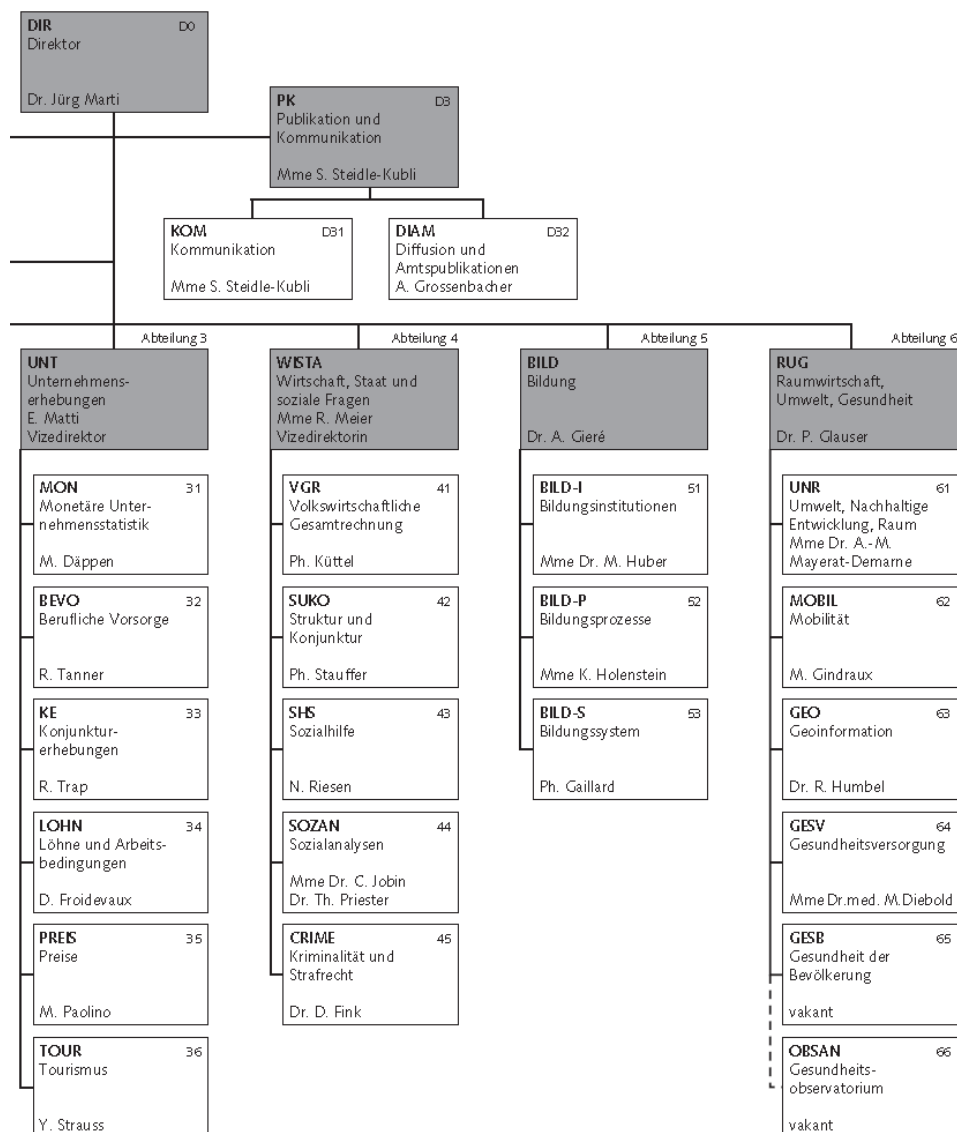 DIR D0
Direktor
Dr. Jürg Marti
PK D3
Publikation und
Kommunikation
Mme S. Steidle-Kubli
KOM D31
Kommunikation
Mme S. Steidle-Kubli
DIAM D32
Diffusion und
Amtspublikationen
A. Grossenbacher
Abteilung 3
UNT
Unternehmens-
erhebungen
E. Matti
Vizedirektor
MON 31
Monetäre Unter-
nehmensstatistik
M. Däppen
BEVO 32
Berufliche Vorsorge
R. Tanner
KE 33
Konjunktur-
erhebungen
R. Trap
LOHN 34
Löhne und Arbeits-
bedingungen
D. Froidevaux
PREIS 35
Preise
M. Paolino
TOUR 36
Tourismus
Y. Strauss
Abteilung 4
WISTA
Wirtschaft, Staat und
soziale Fragen
Mme R. Meier
Vizedirektorin
VGR 41
Volkswirtschaftliche
Gesamtrechnung
Ph. Küttel
SUKO 42
Struktur und
Konjunktur
Ph. Stauffer
SHS 43
Sozialhilfe
N. Riesen
SOZAN 44
Sozialanalysen
Mme Dr. C. Jobin
Dr. Th. Priester
CRIME 45
Kriminalität und
Strafrecht
Dr. D. Fink
Abteilung 5
BILD
Bildung
Dr. A. Gieré
BILD-I 51
Bildungsinstitutionen
Mme Dr. M. Huber
BILD-P 52
Bildungsprozesse
Mme K. Holenstein
BILD-S 53
Bildungssystem
Ph. Gaillard
Abteilung 6
RUG
Raumwirtschaft,
Umwelt, Gesundheit
Dr. P. Glauser
UNR 61
Umwelt, Nachhaltige
Entwicklung, Raum
Mme Dr. A.-M.
Mayerat-Demarne
MOBIL 62
Mobilität
M. Gindraux
GEO 63
Geoinformation
Dr. R. Humbel
GESV 64
Gesundheitsversorgung
Mme Dr.med. M.Diebold
GESB 65
Gesundheit der
Bevölkerung
vakant
OBSAN 66
Gesundheits-
observatorium
vakant